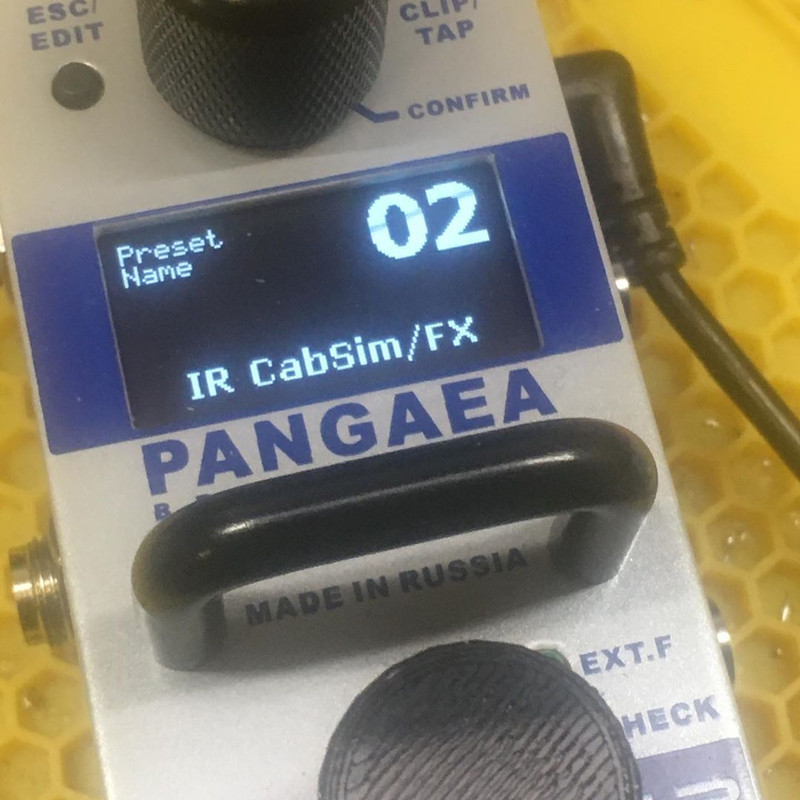 ESC/
EDIT
CLIP/
TAP
CONFIRM
02
Preset
Name
IR CabSim/FX
PANGAEA
MADE IN RUSSIA
EXT.F
HECK